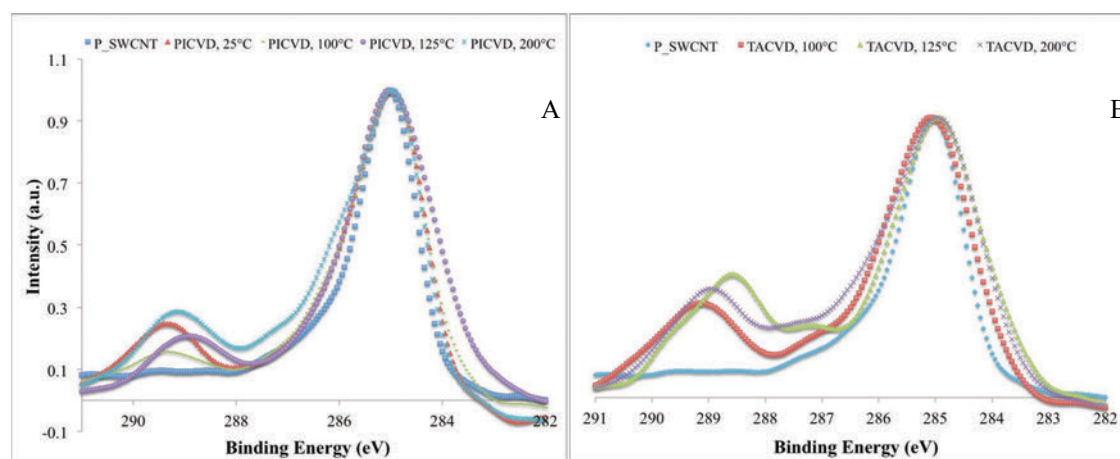 P_SWCNT PICVD, 25°C PICVD, 100°C PICVD, 125°C PICVD, 200°C
1.1
0.9
0.7
0.5
0.3
0.1
-0.1
Intensity (a.u.)
290 288 286 284 282
Binding Energy (eV)
A
P_SWCNT TACVD, 100°C TACVD, 125°C TACVD, 200°C
291 290 289 288 287 286 285 284 283 282
Binding Energy (eV)